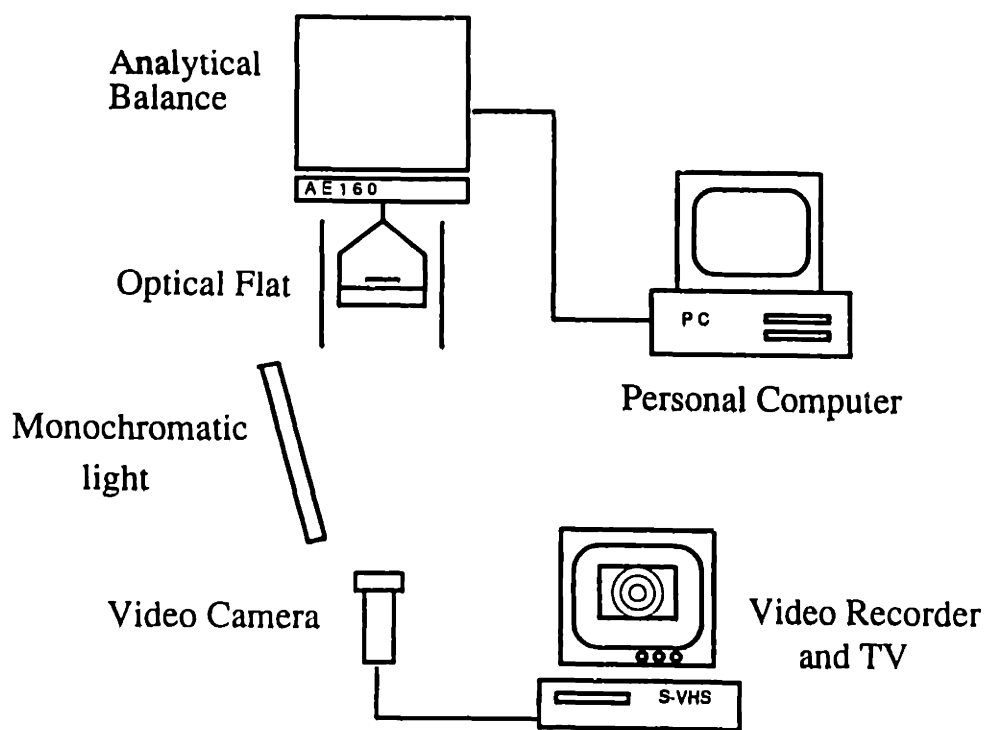 Analytical
Balance
AE160
Optical Flat
PC
Personal Computer
Monochromatic
light
Video Camera
Video Recorder
and TV
S-VHS